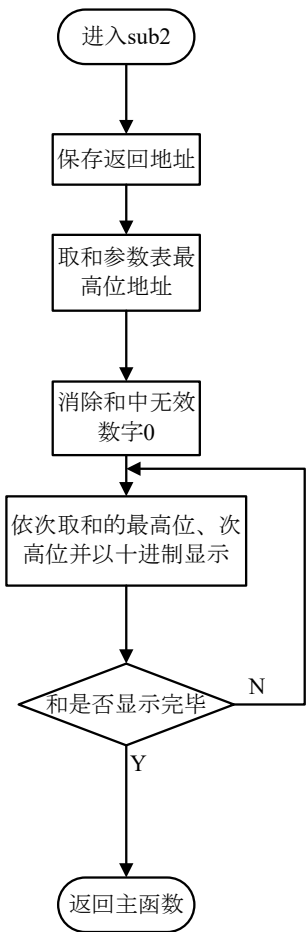 进入sub2
保存返回地址
取和参数表最
高位地址
消除和中无效
数字0
依次取和的最高位、次
高位并以十进制显示
和是否显示完毕
N
Y
返回主函数